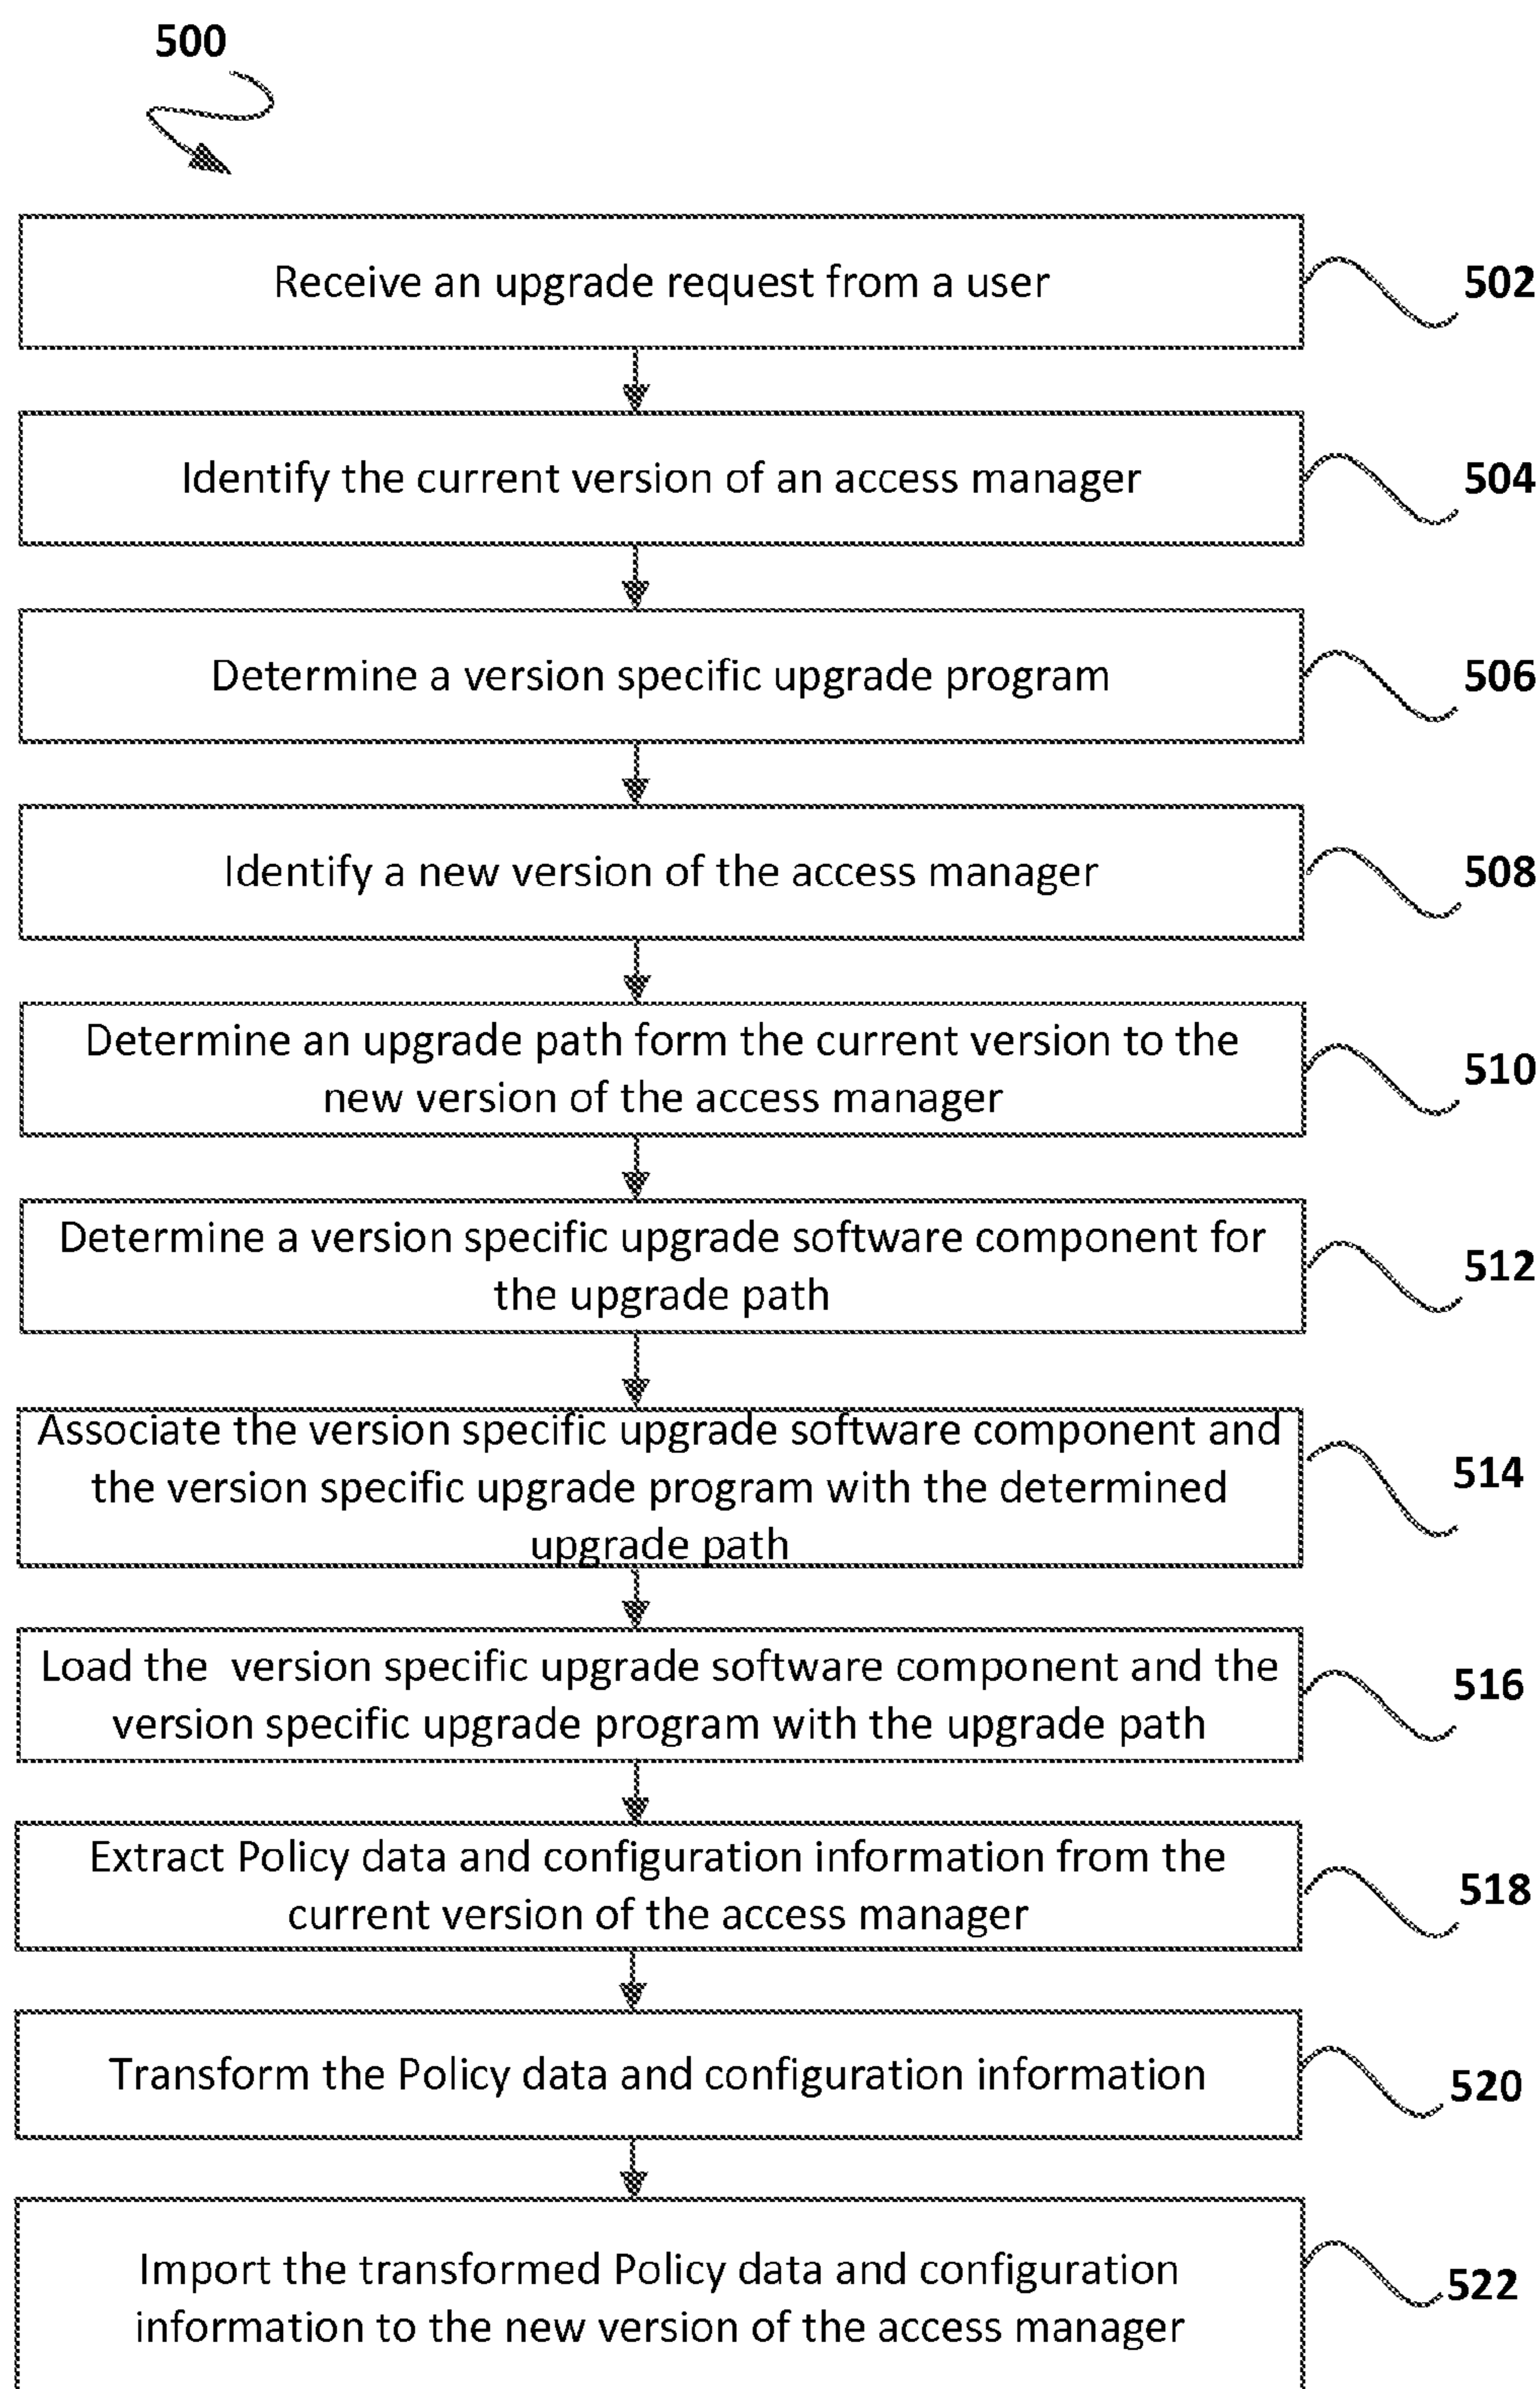 500
Receive an upgrade request from a user
502
Identify the current version of an access manager
504
Determine a version specific upgrade program
506
Identify a new version of the access manager
508
Determine an upgrade path form the current version to the
new version of the access manager
510
Determine a version specific upgrade software component for
the upgrade path
512
Associate the version specific upgrade software component and
the version specific upgrade program with the determined
upgrade path
514
Load the  version specific upgrade software component and the
version specific upgrade program with the upgrade path
516
Extract Policy data and configuration information from the
current version of the access manager
518
Transform the Policy data and configuration information
520
Import the transformed Policy data and configuration
information to the new version of the access manager
522